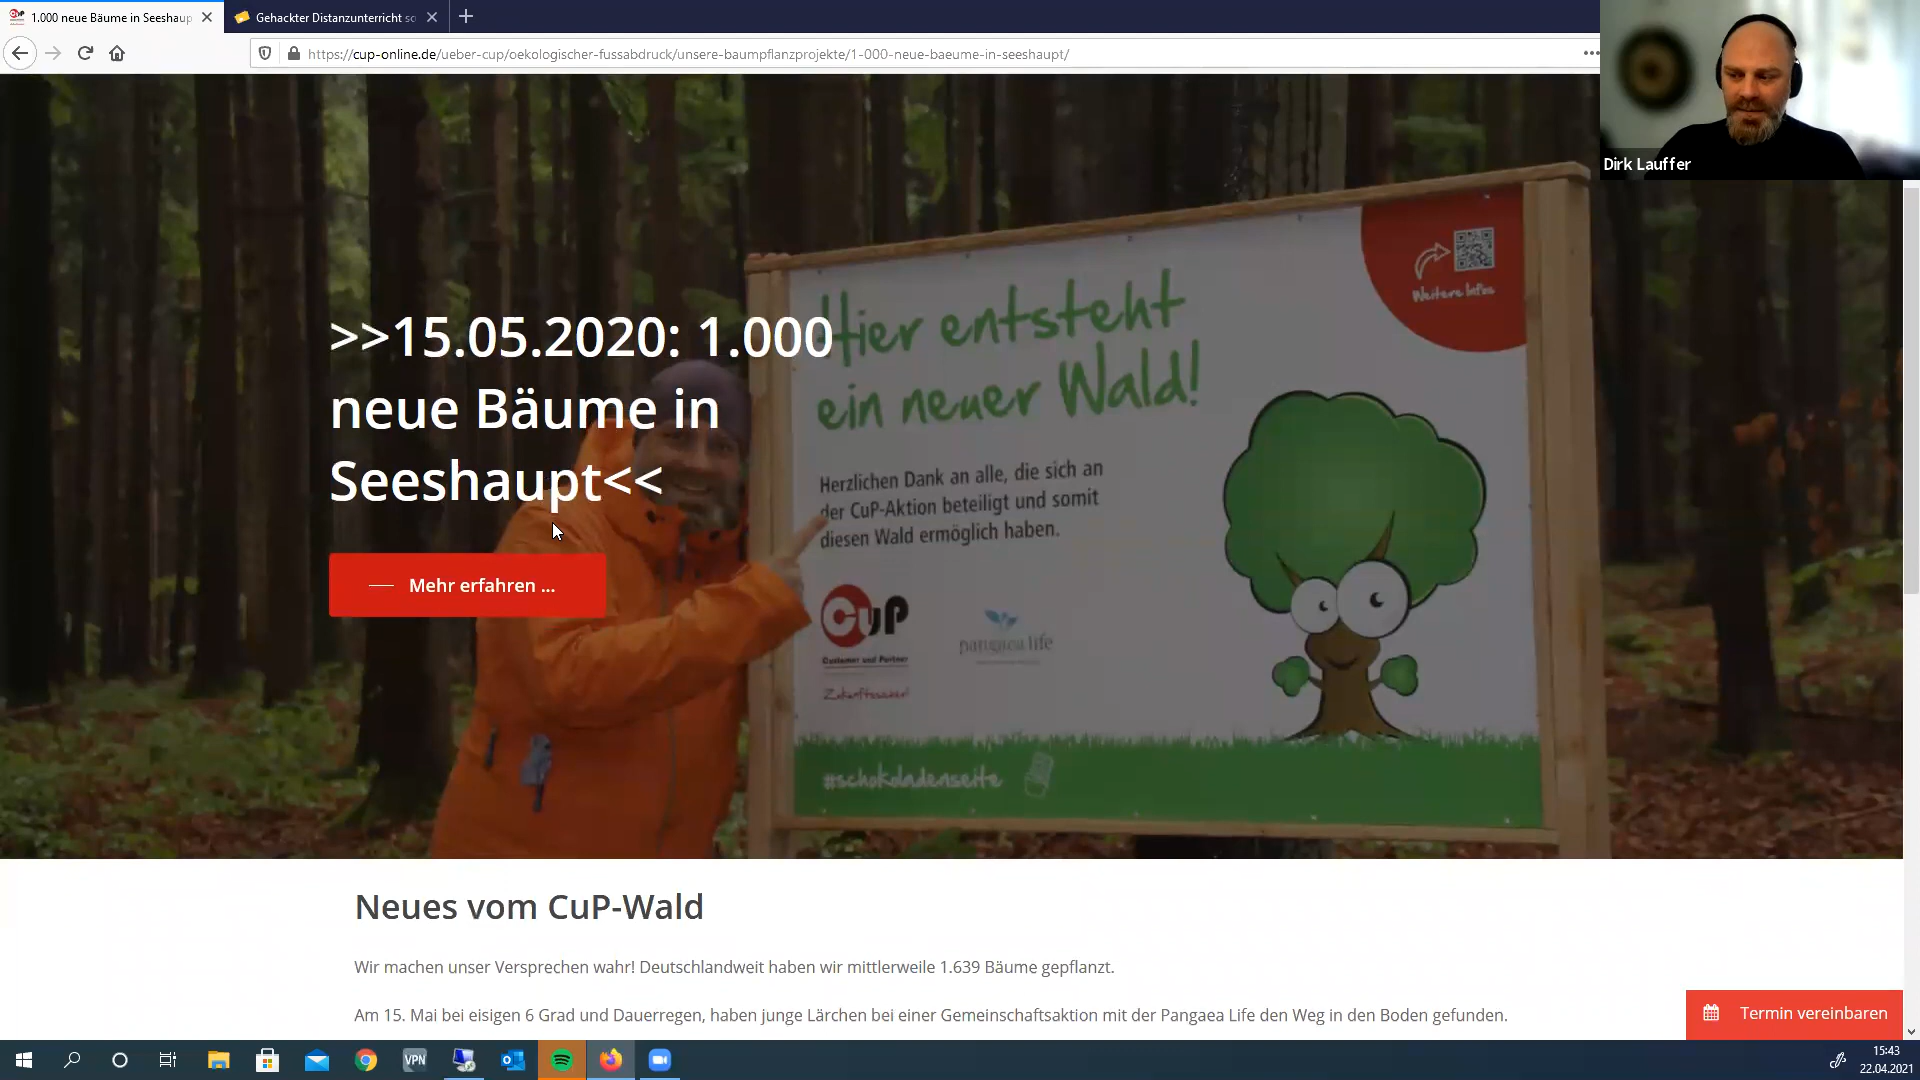 1.000 neue Bäume in Seeshaup
Gehackter Distanzunterricht so
https://cup-online.de/ueber-cup/oekologischer-fussabdruck/unsere-baumpflanzprojekte/1-000-neue-baeume-in-seeshaupt/
Dirk Lauffer
>>15.05.2020: 1.000
neue Bäume in
Seeshaupt<<
Mehr erfahren ...
Weitere Infos
Hier entsteht
ein neuer Wald!
Herzlichen Dank an alle, die sich an
der CuP-Aktion beteiligt und somit
diesen Wald ermöglich haben.
CuP
Customer und Partner
Zukunftssicher!
pangaea life
#schokoladenseite
Neues vom CuP-Wald
Wir machen unser Versprechen wahr! Deutschlandweit haben wir mittlerweile 1.639 Bäume gepflanzt.
Am 15. Mai bei eisigen 6 Grad und Dauerregen, haben junge Lärchen bei einer Gemeinschaftsaktion mit der Pangaea Life den Weg in den Boden gefunden.
Termin vereinbaren
VPN
15:43
22.04.2021